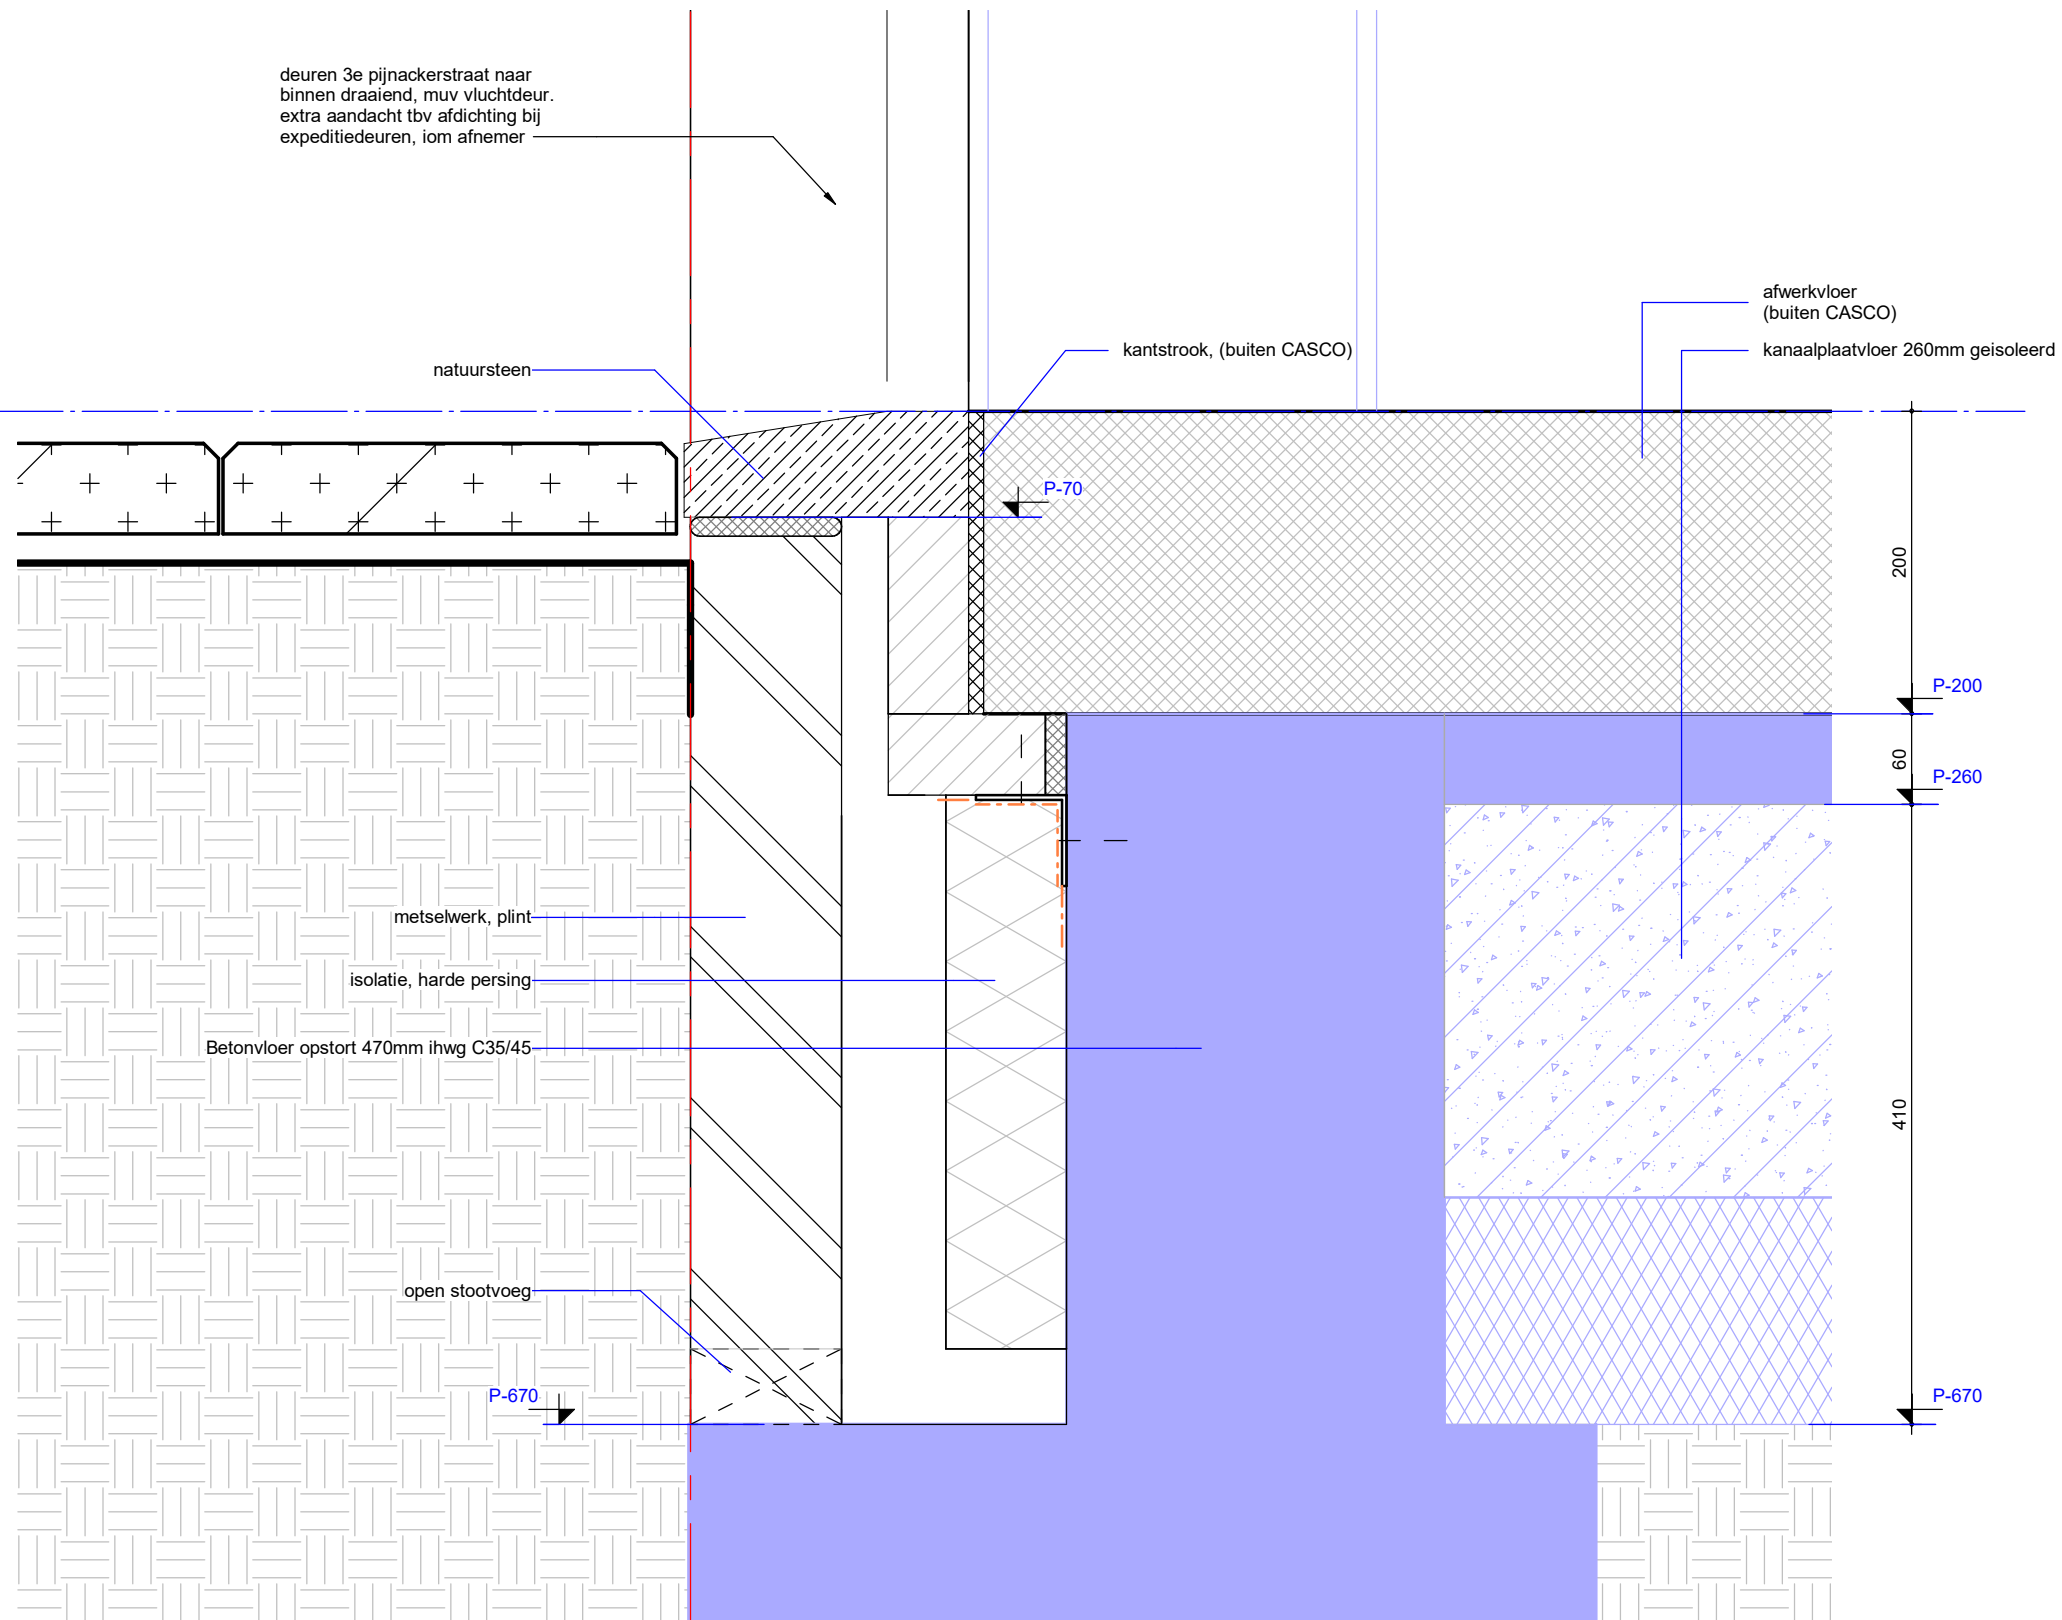 deuren 3e pijnackerstraat naar
binnen draaiend, muv vluchtdeur.
extra aandacht tbv afdichting bij
expeditiedeuren, iom afnemer
afwerkvloer
(buiten CASCO)
kantstrook, (buiten CASCO)
kanaalplaatvloer 260mm geisoleerd
natuursteen
P-70
200
P-200
60
P-260
metselwerk, plint
isolatie, harde persing
Betonvloer opstort 470mm ihwg C35/45
410
open stootvoeg
P-670
P-670